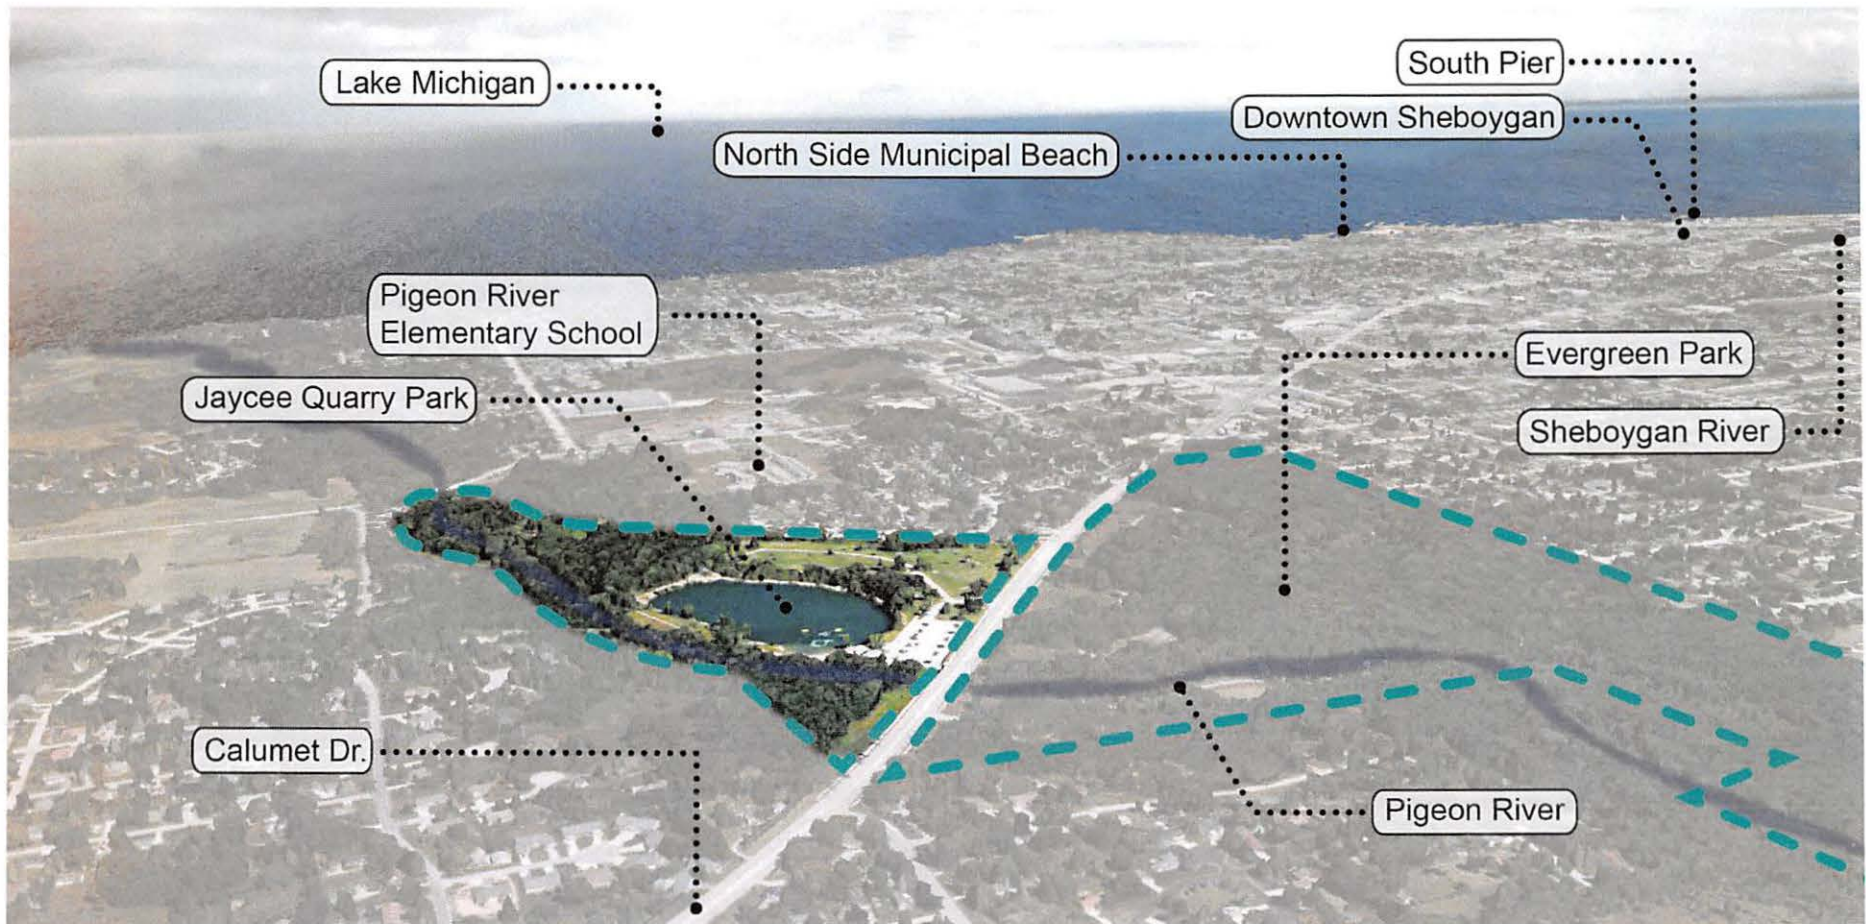 South Pier
Lake Michigan
Downtown Sheboygan
North Side Municipal Beach
Pigeon River
Elementary School
Evergreen Park
Jaycee Quarry Park
Sheboygan River
Calumet Dr.
Pigeon River